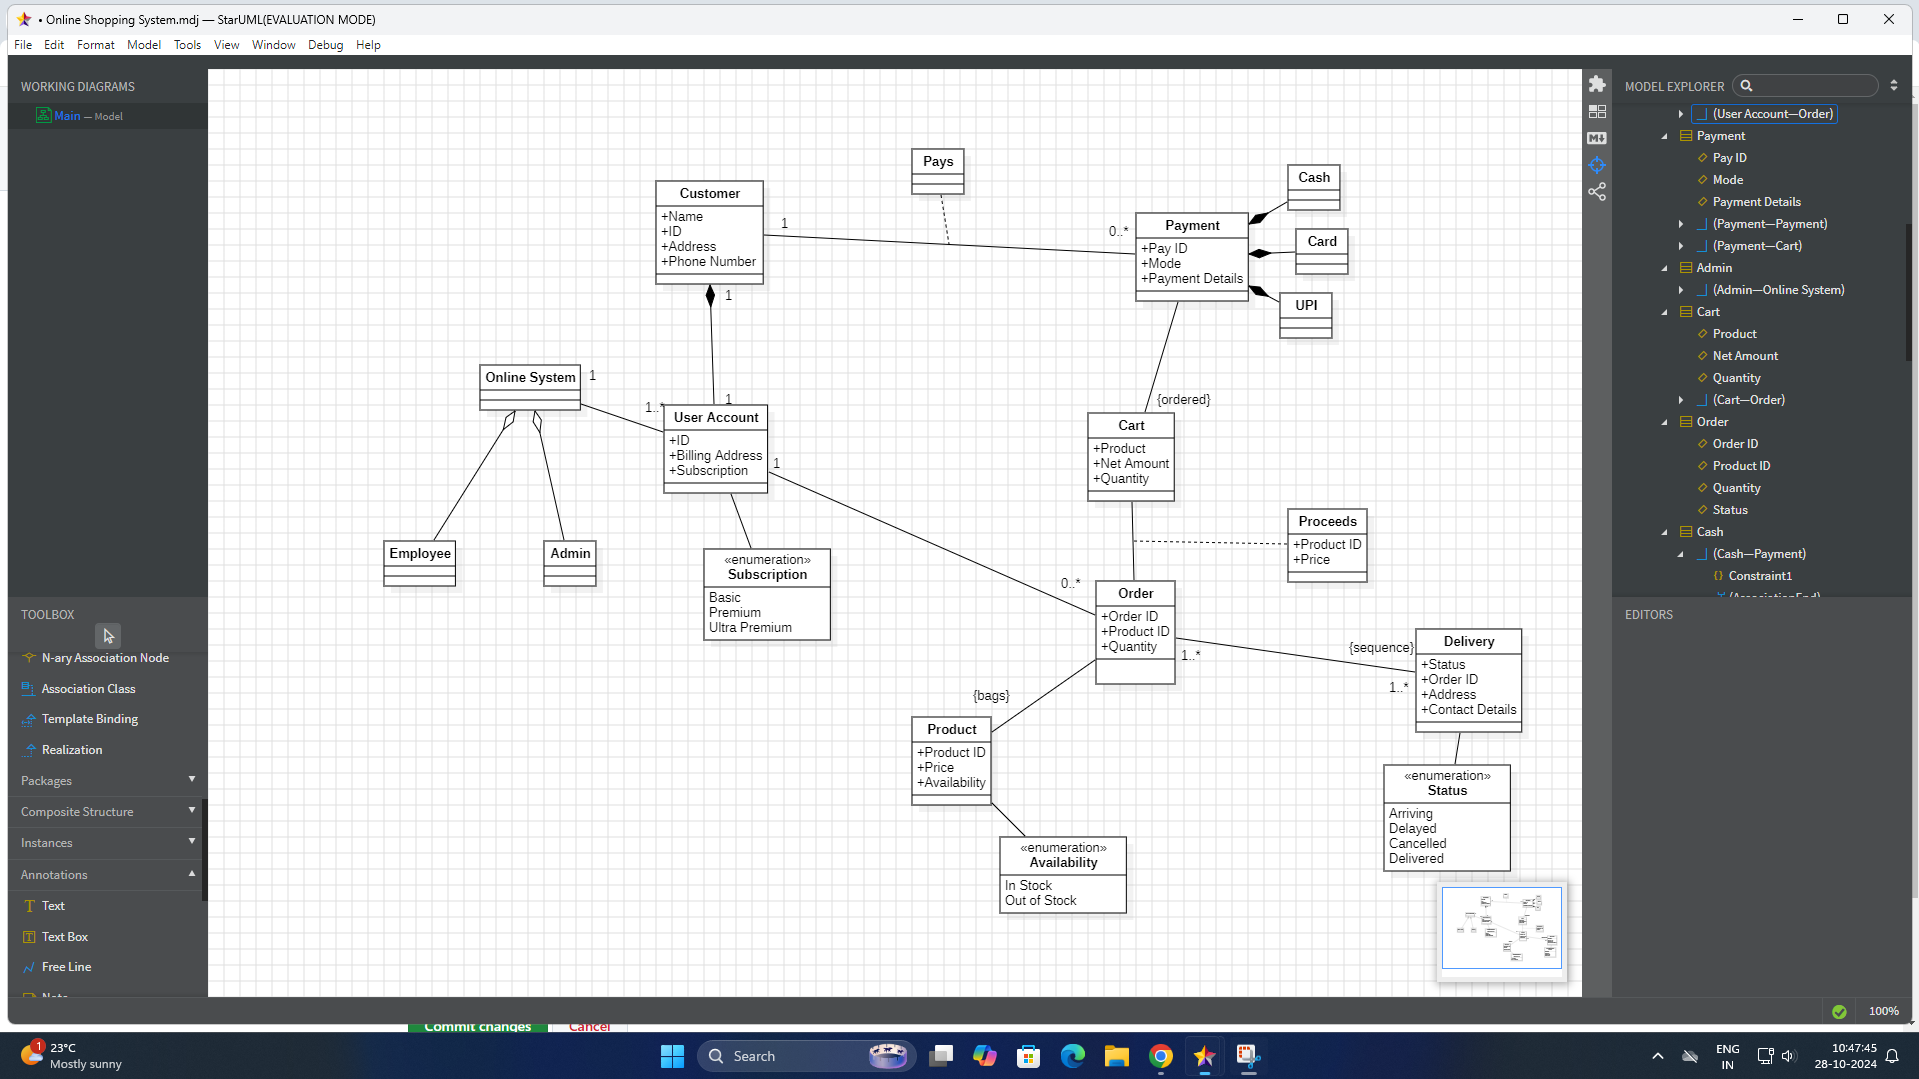 • Online Shopping System.mdj — StarUML(EVALUATION MODE)
File Edit Format Model Tools View Window Debug Help
WORKING DIAGRAMS
Main — Model
TOOLBOX
N-ary Association Node
Association Class
Template Binding
Realization
Packages
Composite Structure
Instances
Annotations
Text
Text Box
Free Line
Note
Pays
Customer
+Name
+ID
+Address
+Phone Number
1
1
0..*
Payment
+Pay ID
+Mode
+Payment Details
Cash
Card
UPI
Online System
1
1..*
1
User Account
+ID
+Billing Address
+Subscription
1
Employee
Admin
«enumeration»
Subscription
Basic
Premium
Ultra Premium
{ordered}
Cart
+Product
+Net Amount
+Quantity
Proceeds
+Product ID
+Price
0..*
Order
+Order ID
+Product ID
+Quantity
1..*
{sequence}
1..*
Delivery
+Status
+Order ID
+Address
+Contact Details
{bags}
Product
+Product ID
+Price
+Availability
«enumeration»
Availability
In Stock
Out of Stock
«enumeration»
Status
Arriving
Delayed
Cancelled
Delivered
MODEL EXPLORER
(User Account—Order)
Payment
Pay ID
Mode
Payment Details
(Payment—Payment)
(Payment—Cart)
Admin
(Admin—Online System)
Cart
Product
Net Amount
Quantity
(Cart—Order)
Order
Order ID
Product ID
Quantity
Status
Cash
(Cash—Payment)
Constraint1
(AssociationEnd)
EDITORS
100%
Commit changes Cancel
1
23°C
Mostly sunny
Search
ENG
IN
10:47:45
28-10-2024